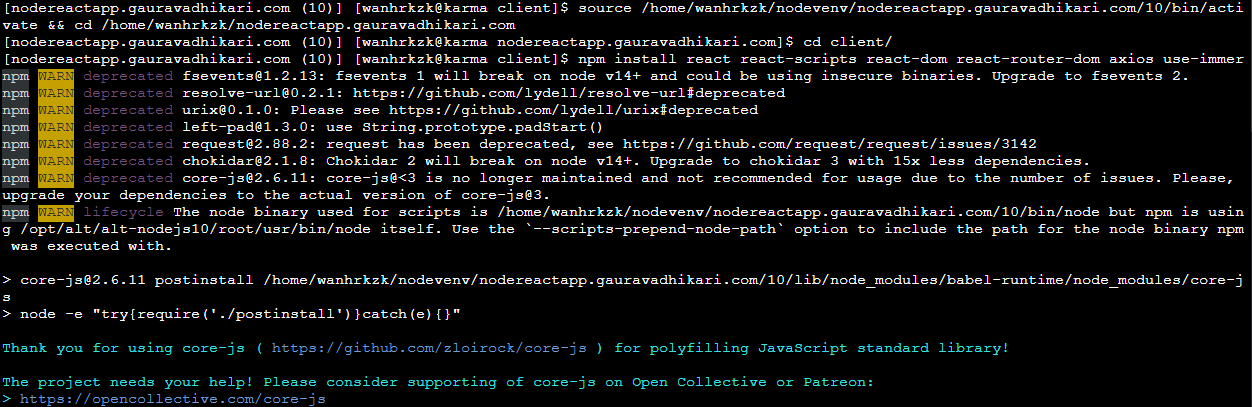 [nodereactapp.gauravadhikari.com (10)] [wanhrkzk@karma client]$ source /home/wanhrkzk/nodevenv/nodereactapp.gauravadhikari.com/10/bin/acti
vate && cd /home/wanhrkzk/nodereactapp.gauravadhikari.com
[nodereactapp.gauravadhikari.com (10)] [wanhrkzk@karma nodereactapp.gauravadhikari.com]$ cd client/
[nodereactapp.gauravadhikari.com (10)] [wanhrkzk@karma client]$ npm install react react-scripts react-dom react-router-dom axios use-immer
npm WARN deprecated fsevents@1.2.13: fsevents 1 will break on node v14+ and could be using insecure binaries. Upgrade to fsevents 2.
npm WARN deprecated resolve-url@0.2.1: https://github.com/lydell/resolve-url#deprecated
npm WARN deprecated urix@0.1.0: Please see https://github.com/lydell/urix#deprecated
npm WARN deprecated left-pad@1.3.0: use String.prototype.padStart()
npm WARN deprecated request@2.88.2: request has been deprecated, see https://github.com/request/request/issues/3142
npm WARN deprecated chokidar@2.1.8: Chokidar 2 will break on node v14+. Upgrade to chokidar 3 with 15x less dependencies.
npm WARN deprecated core-js@2.6.11: core-js@<3 is no longer maintained and not recommended for usage due to the number of issues. Please,
upgrade your dependencies to the actual version of core-js@3.
npm WARN lifecycle The node binary used for scripts is /home/wanhrkzk/nodevenv/nodereactapp.gauravadhikari.com/10/bin/node but npm is usin
g /opt/alt/alt-nodejs10/root/usr/bin/node itself. Use the `--scripts-prepend-node-path` option to include the path for the node binary npm
 was executed with.

> core-js@2.6.11 postinstall /home/wanhrkzk/nodevenv/nodereactapp.gauravadhikari.com/10/lib/node_modules/babel-runtime/node_modules/core-j
s
> node -e "try{require('./postinstall')}catch(e){}"

Thank you for using core-js ( https://github.com/zloirock/core-js ) for polyfilling JavaScript standard library!

The project needs your help! Please consider supporting of core-js on Open Collective or Patreon:
> https://opencollective.com/core-js